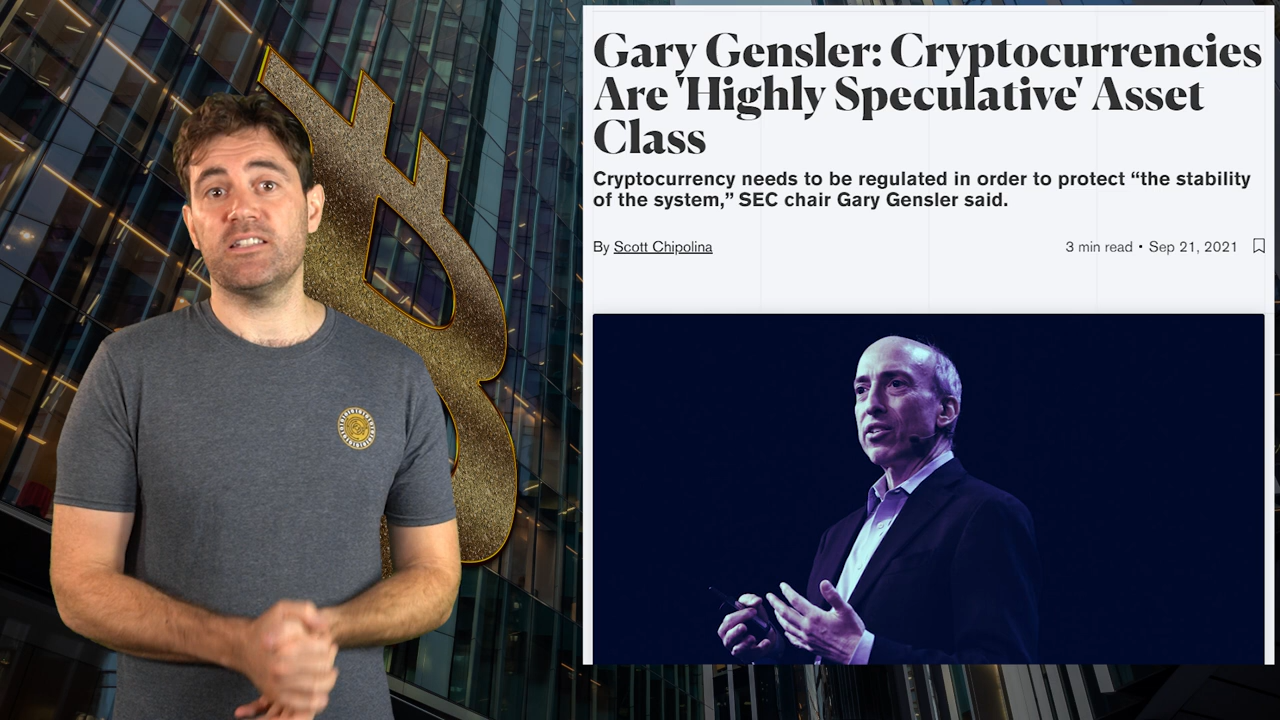 Gary Gensler: Cryptocurrencies
Are 'Highly Speculative' Asset
Class
Cryptocurrency needs to be regulated in order to protect “the stability
of the system,” SEC chair Gary Gensler said.
By Scott Chipolina
3 min read • Sep 21, 2021